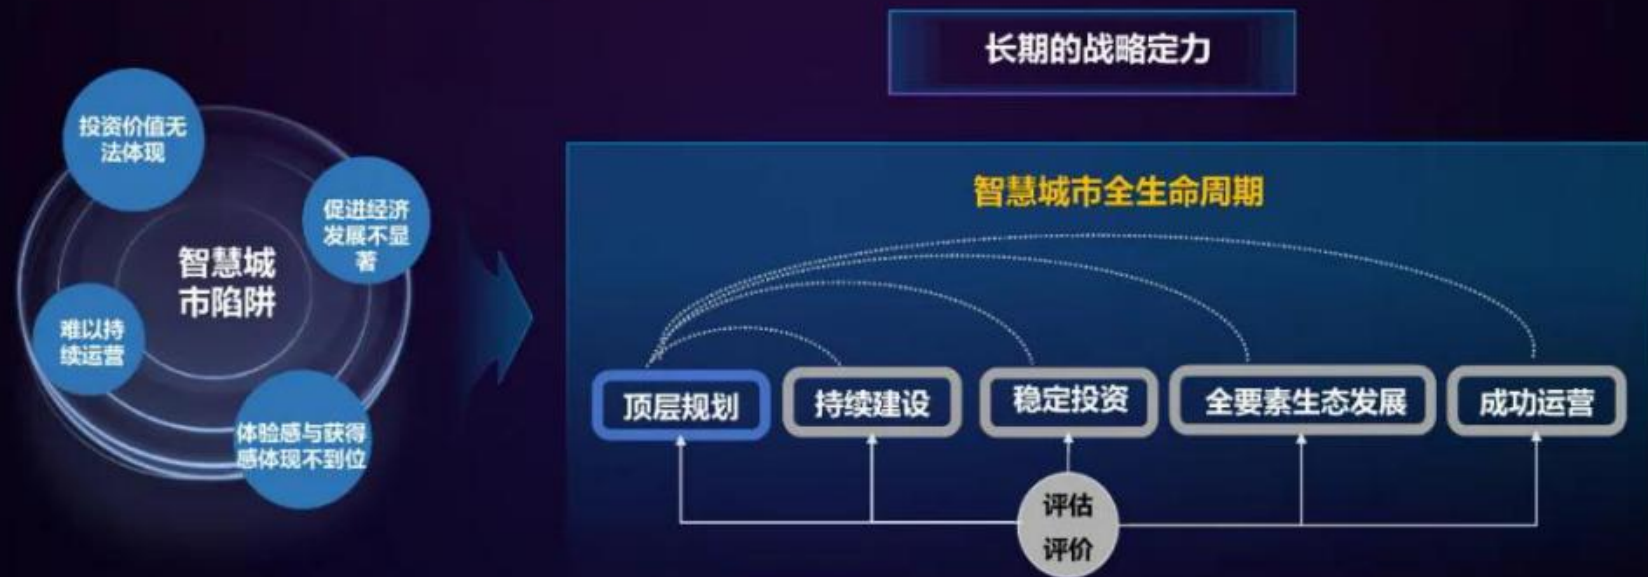 长期的战略定力
投资价值无
法体现
促进经济
发展不显
著
智慧城
市陷阱
难以持
续运营
体验感与获得
感体现不到位
智慧城市全生命周期
顶层规划
持续建设
稳定投资
全要素生态发展
成功运营
评估
评价